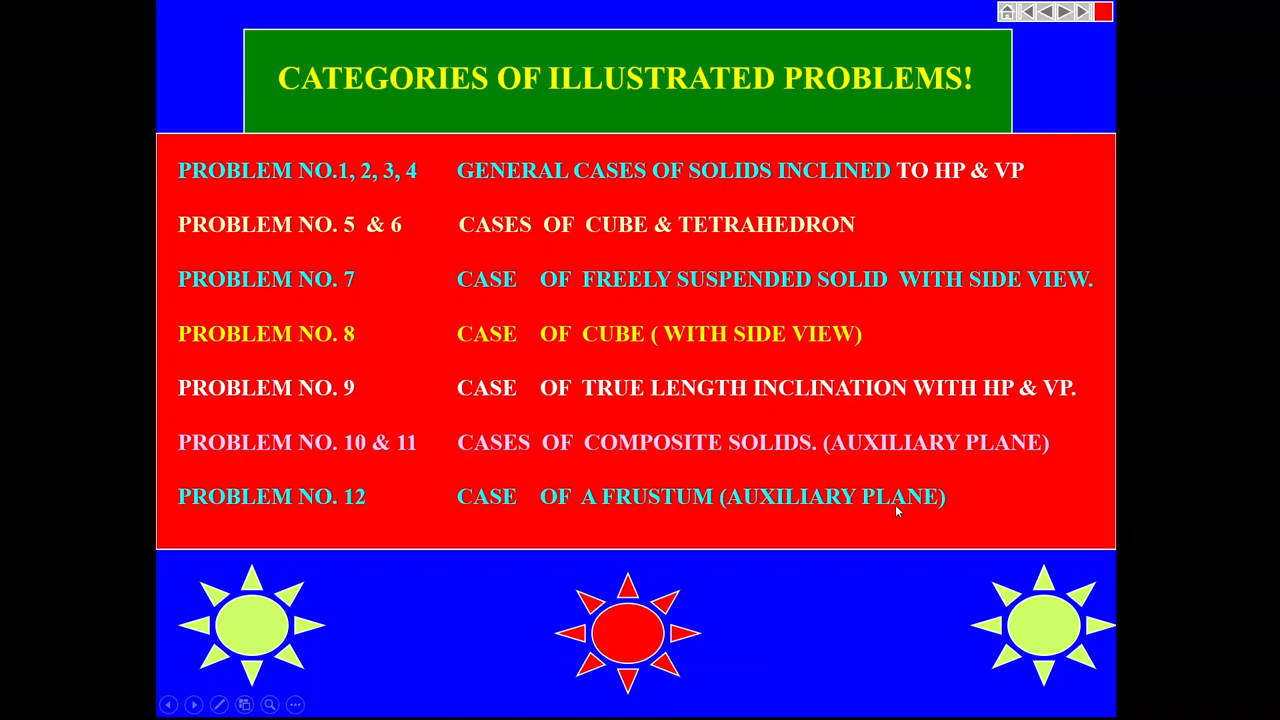 CATEGORIES OF ILLUSTRATED PROBLEMS!
PROBLEM NO.1, 2, 3, 4 GENERAL CASES OF SOLIDS INCLINED TO HP & VP
PROBLEM NO. 5 & 6 CASES OF CUBE & TETRAHEDRON
PROBLEM NO. 7 CASE OF FREELY SUSPENDED SOLID WITH SIDE VIEW.
PROBLEM NO. 8 CASE OF CUBE ( WITH SIDE VIEW)
PROBLEM NO. 9 CASE OF TRUE LENGTH INCLINATION WITH HP & VP.
PROBLEM NO. 10 & 11 CASES OF COMPOSITE SOLIDS. (AUXILIARY PLANE)
PROBLEM NO. 12 CASE OF A FRUSTUM (AUXILIARY PLANE)